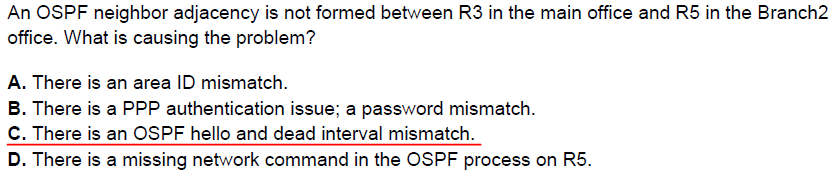 An OSPF neighbor adjacency is not formed between R3 in the main office and R5 in the Branch2
office. What is causing the problem?
A. There is an area ID mismatch.
B. There is a PPP authentication issue; a password mismatch.
C. There is an OSPF hello and dead interval mismatch.
D. There is a missing network command in the OSPF process on R5.